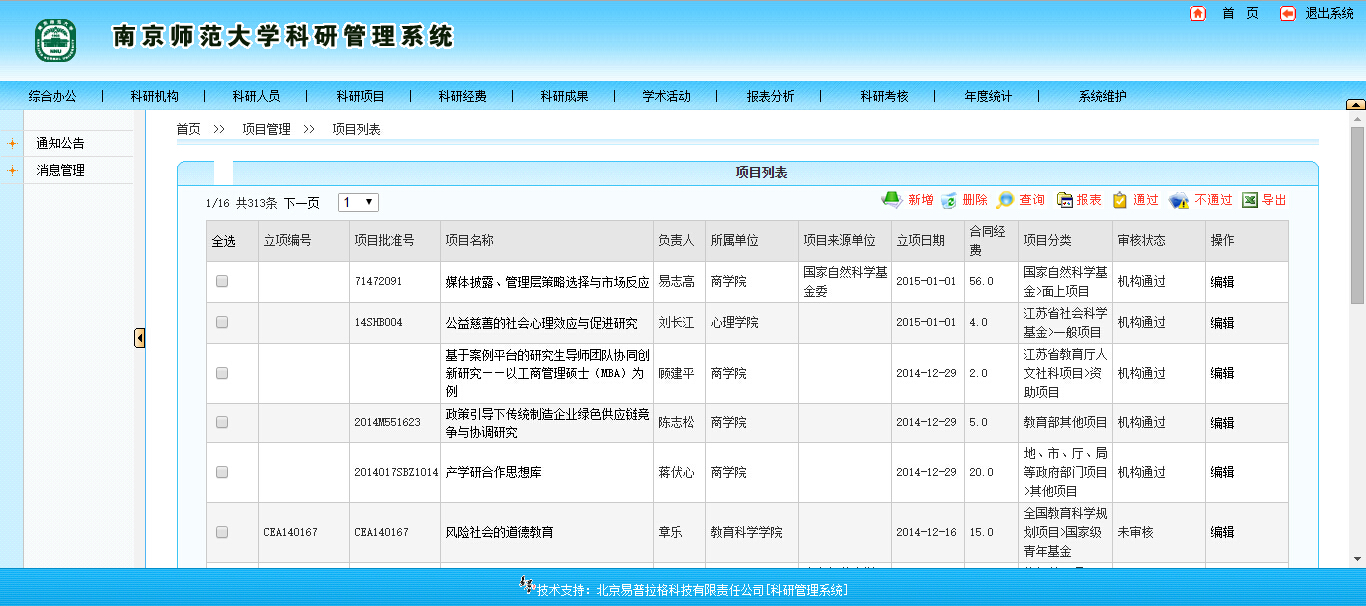 首 页 退出系统
南京师范大学科研管理系统
综合办公 | 科研机构 | 科研人员 | 科研项目 | 科研经费 | 科研成果 | 学术活动 | 报表分析 | 科研考核 | 年度统计 | 系统维护
通知公告
消息管理
首页 >> 项目管理 >> 项目列表
项目列表
1/16 共313条 下一页 1 新增 删除 查询 报表 通过 不通过 导出
全选 立项编号 项目批准号 项目名称 负责人 所属单位 项目来源单位 立项日期 合同经
费 项目分类 审核状态 操作
71472091 媒体披露、管理层策略选择与市场反应 易志高 商学院 国家自然科学基
金委 2015-01-01 56.0 国家自然科学基
金>面上项目 机构通过 编辑
14SHB004 公益慈善的社会心理效应与促进研究 刘长江 心理学院 2015-01-01 4.0 江苏省社会科学
基金>一般项目 机构通过 编辑
基于案例平台的研究生导师团队协同创
新研究——以工商管理硕士（MBA）为
例 顾建平 商学院 2014-12-29 2.0 江苏省教育厅人
文社科项目>资
助项目 机构通过 编辑
2014M551623 政策引导下传统制造企业绿色供应链竞
争与协调研究 陈志松 商学院 2014-12-29 5.0 教育部其他项目 机构通过 编辑
2014017SBZ1014 产学研合作思想库 蒋伏心 商学院 2014-12-29 20.0 地、市、厅、局
等政府部门项目
>其他项目 机构通过 编辑
CEA140167 CEA140167 风险社会的道德教育 章乐 教育科学学院 2014-12-16 15.0 全国教育科学规
划项目>国家级
青年基金 未审核 编辑
技术支持：北京易普拉格科技有限责任公司[科研管理系统]